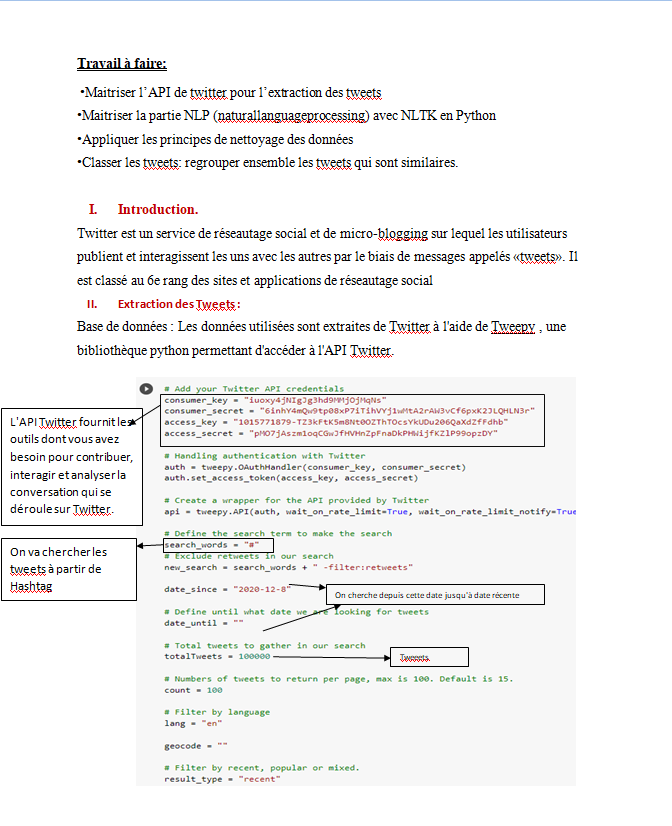 Travail à faire:
•Maitriser l'API de twitter pour l'extraction des tweets
•Maitriser la partie NLP (naturallanguageprocessing) avec NLTK en Python
•Appliquer les principes de nettoyage des données
•Classer les tweets: regrouper ensemble les tweets qui sont similaires.
I. Introduction.
Twitter est un service de réseautage social et de micro-blogging sur lequel les utilisateurs
publient et interagissent les uns avec les autres par le biais de messages appelés «tweets». Il
est classé au 6e rang des sites et applications de réseautage social
II. Extraction des Tweets :
Base de données : Les données utilisées sont extraites de Twitter à l'aide de Tweepy , une
bibliothèque python permettant d'accéder à l'API Twitter.
# Add your Twitter API credentials
consumer_key =
consumer_secret =
access_key =
access_secret =
L'API Twitter fournit les
outils dont vous avez
besoin pour contribuer,
interagir et analyser la
conversation qui se
déroule sur Twitter.
# Handling authentication with Twitter
auth = tweepy.OAuthHandler(consumer_key, consumer_secret)
auth.set_access_token(access_key, access_secret)
# Create a wrapper for the API provided by Twitter
api = tweepy.API(auth, wait_on_rate_limit=True, wait_on_rate_limit_notify=True
# Define the search term to make the search
search_words = "#"
# Exclude retweets in our search
new_search = search_words + " -filter:retweets"
On va chercher les
tweets à partir de
Hashtag
date_since = "2020-12-8"
On cherche depuis cette date jusqu'à date récente
# Define until what date we are looking for tweets
date_until = ""
# Total tweets to gather in our search
totalTweets = 100000
Tweeets.
# Numbers of tweets to return per page, max is 100. Default is 15.
count = 100
# Filter by language
lang = "en"
geocode = ""
# Filter by recent, popular or mixed.
result_type = "recent"